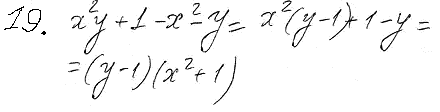 19. x²y + 1 - x² - y = x²(y-1) + 1 - y =
= (y-1)(x²+1)